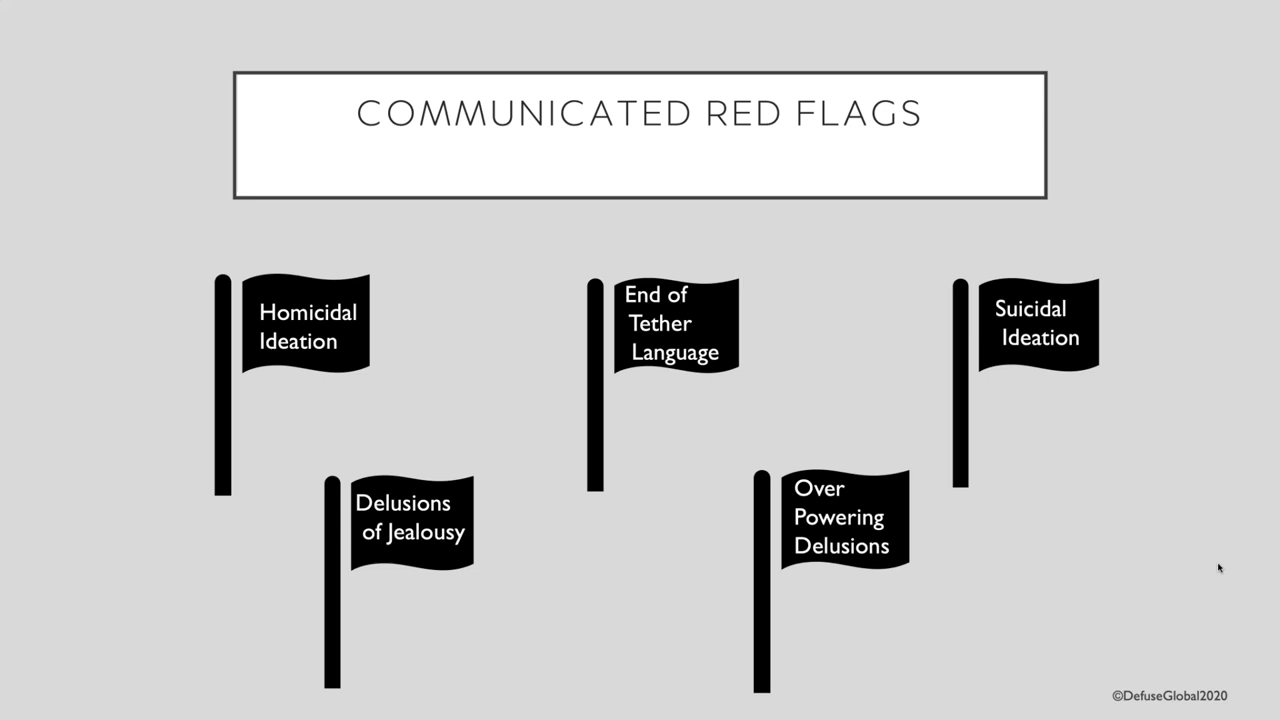 COMMUNICATED RED FLAGS
Homicidal
Ideation
End of
Tether
Language
Suicidal
Ideation
Delusions
of Jealousy
Over
Powering
Delusions
©DefuseGlobal2020